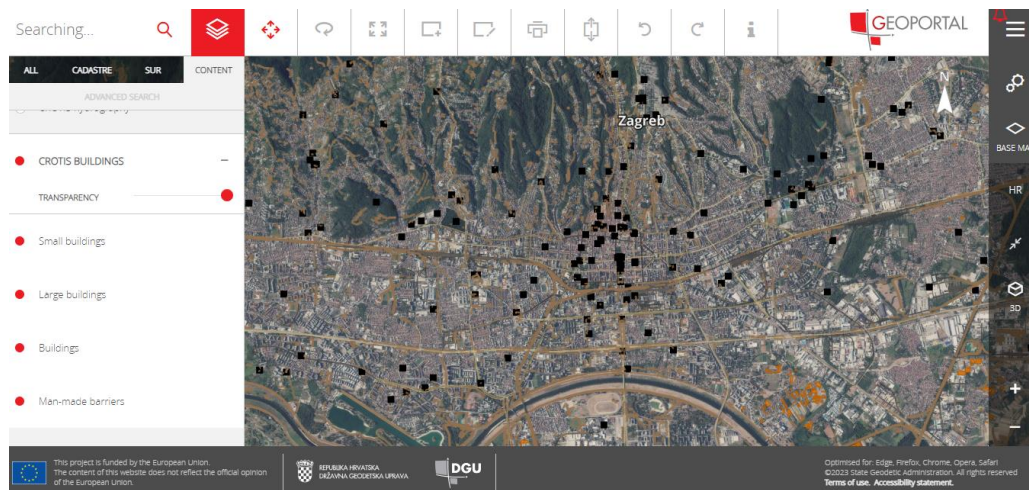 Searching...
GEOPORTAL
ALL CADASTRE SUR CONTENT
ADVANCED SEARCH
CROTIS BUILDINGS
TRANSPARENCY
Small buildings
Large buildings
Buildings
Man-made barriers
Zagreb
N
BASE MA
HR
3D
This project is funded by the European Union.
The content of this website does not reflect the official opinion
of the European Union.
REPUBLIKA HRVATSKA
DRŽAVNA GEODETSKA UPRAVA
DGU
Optimised for: Edge, Firefox, Chrome, Opera, Safari
©2023 State Geodetic Administration. All rights reserved
Terms of use. Accessibility statement.